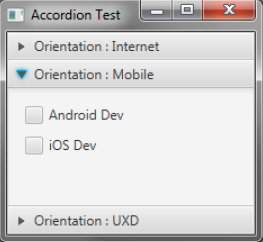 Accordion Test
Orientation : Internet
Orientation : Mobile
Android Dev
iOS Dev
Orientation : UXD